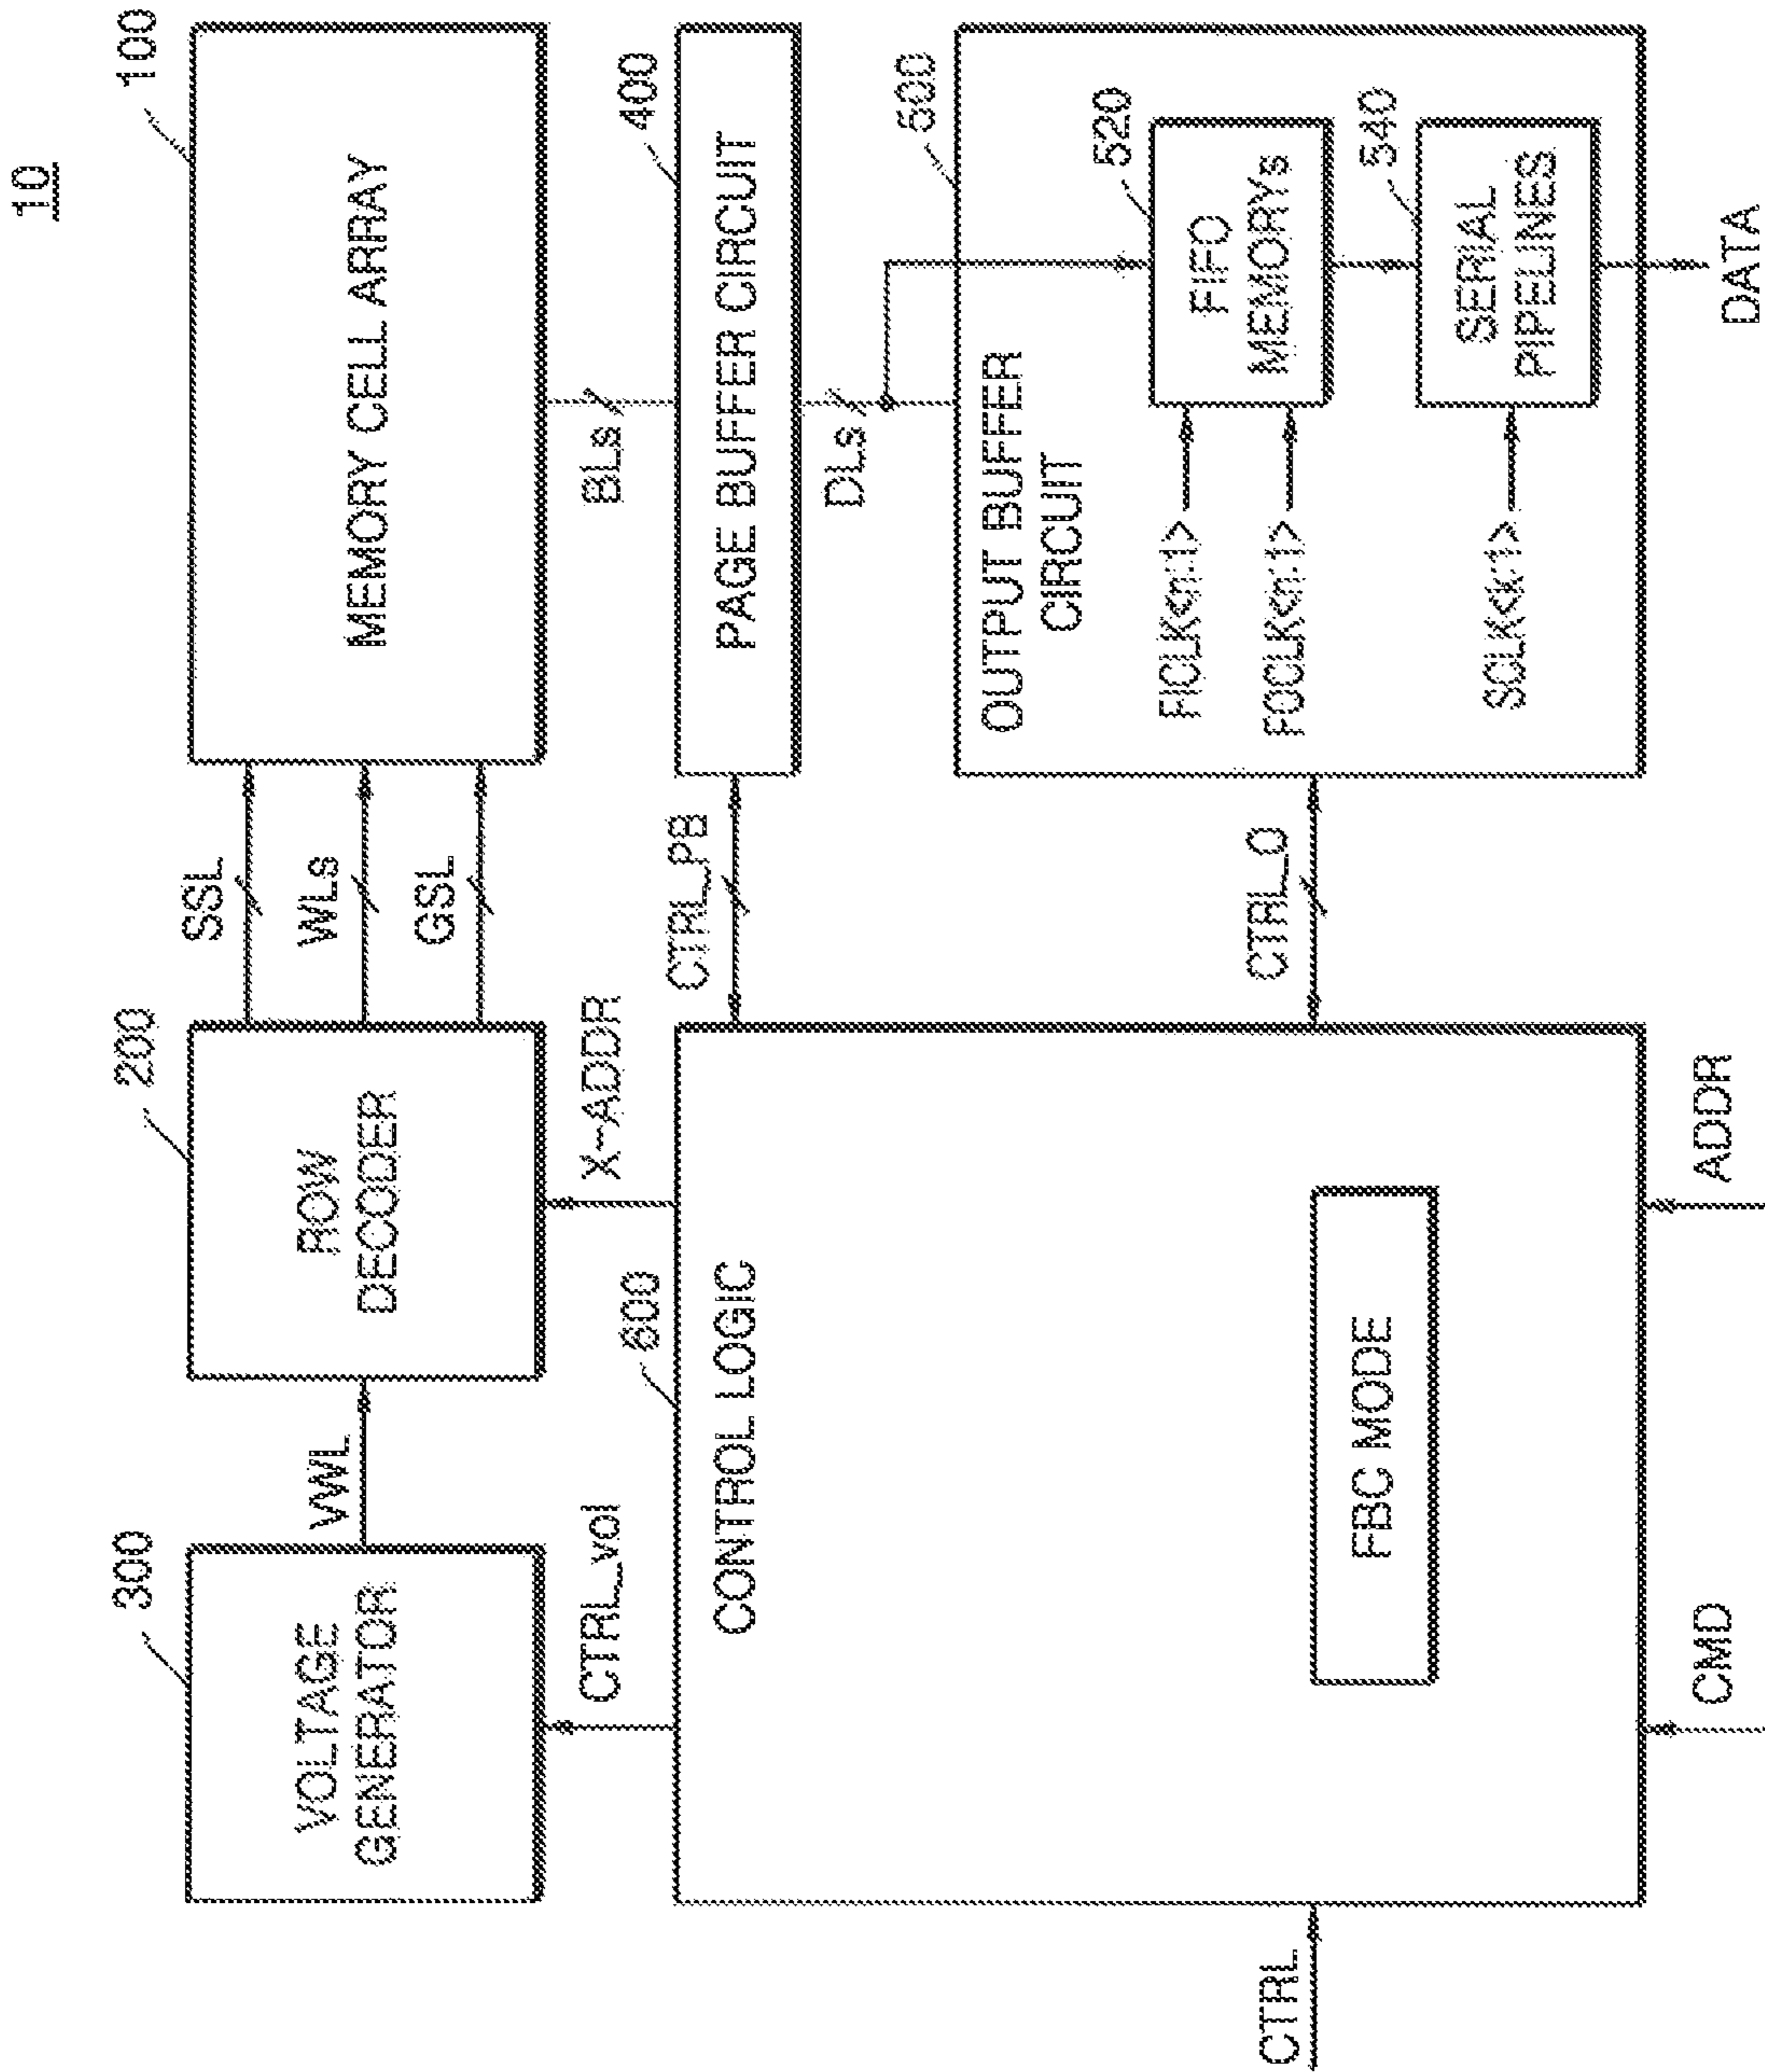 10
300
VOLTAGE
GENERATOR
VWL
200
ROW
DECODER
SSL
WLs
GSL
100
MEMORY CELL ARRAY
CTRL_vol
X-ADDR
BLs
600
CONTROL LOGIC
FBC MODE
CTRL_PB
400
PAGE BUFFER CIRCUIT
DLs
500
OUTPUT BUFFER
CIRCUIT
CTRL_O
520
FIFO
MEMORYs
FICLK<n:1>
FOCLK<n:1>
540
SERIAL
PIPELINES
SCLK<k:1>
CTRL
CMD
ADDR
DATA